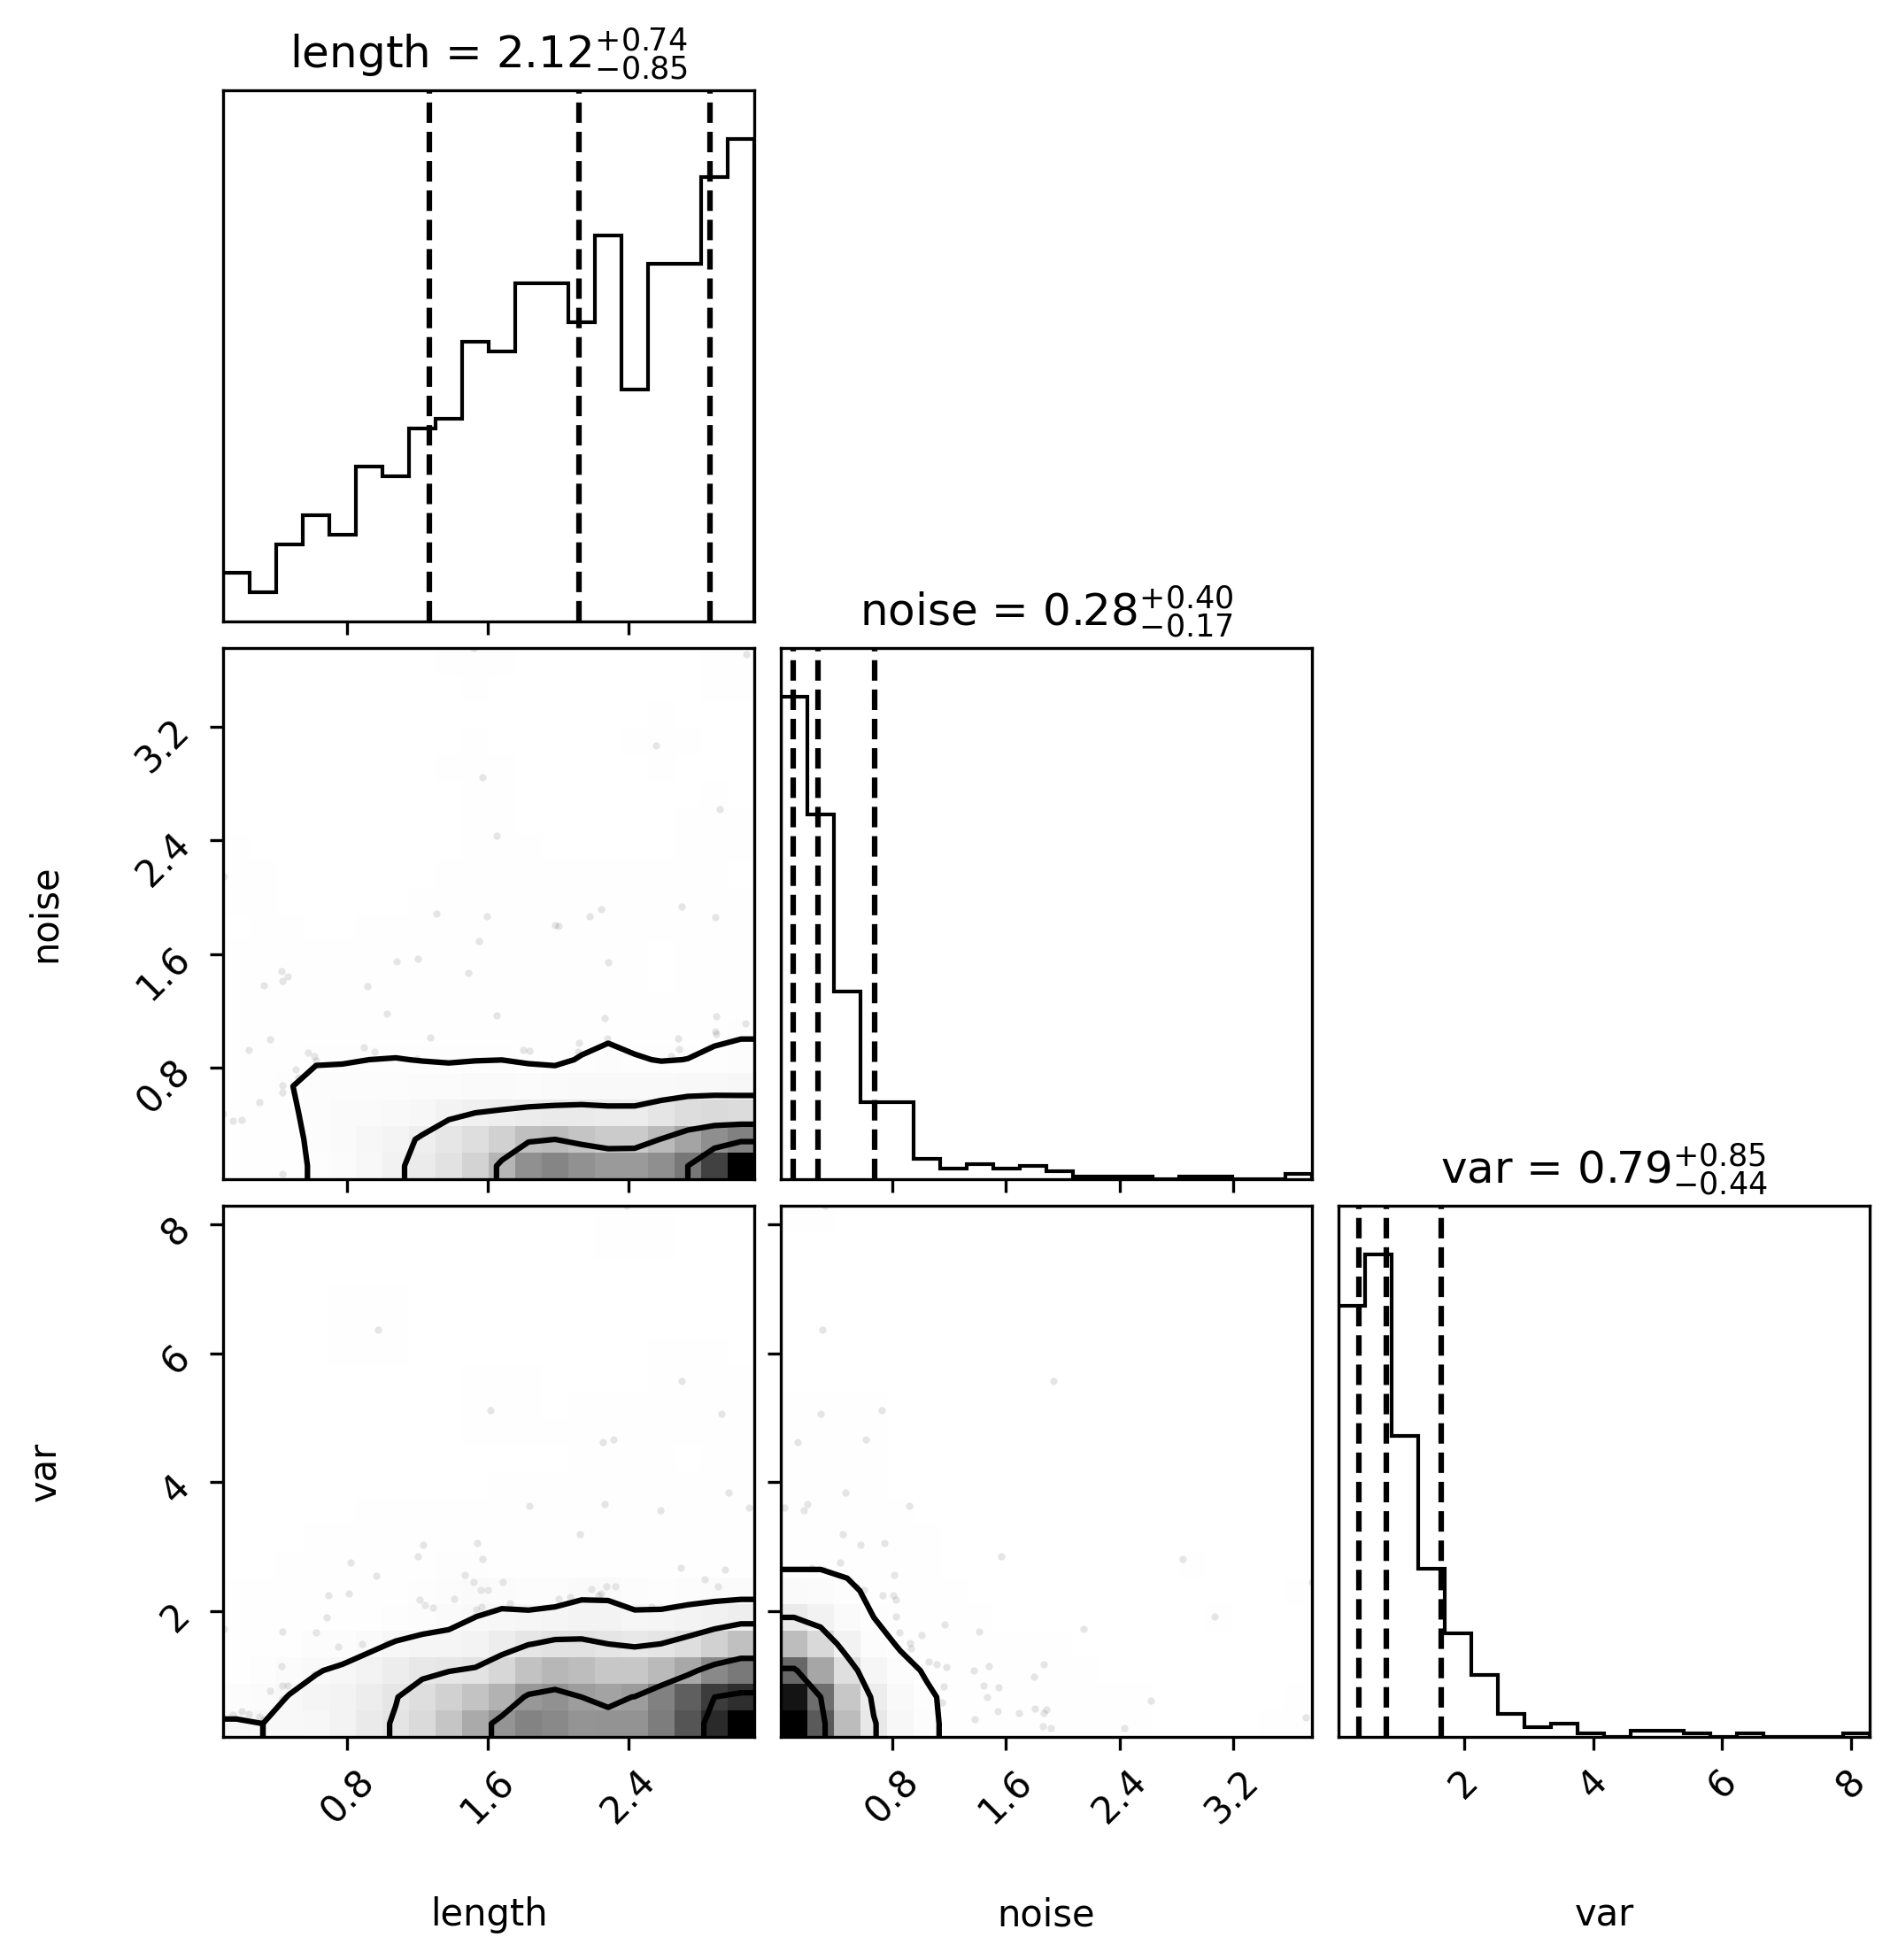 length = 2.12^{+0.74}_{−0.85}
noise = 0.28^{+0.40}_{−0.17}
3.2
2.4
1.6
0.8
noise
var = 0.79^{+0.85}_{−0.44}
8
6
4
2
var
0.8 1.6 2.4 0.8 1.6 2.4 3.2 2 4 6 8
length noise var